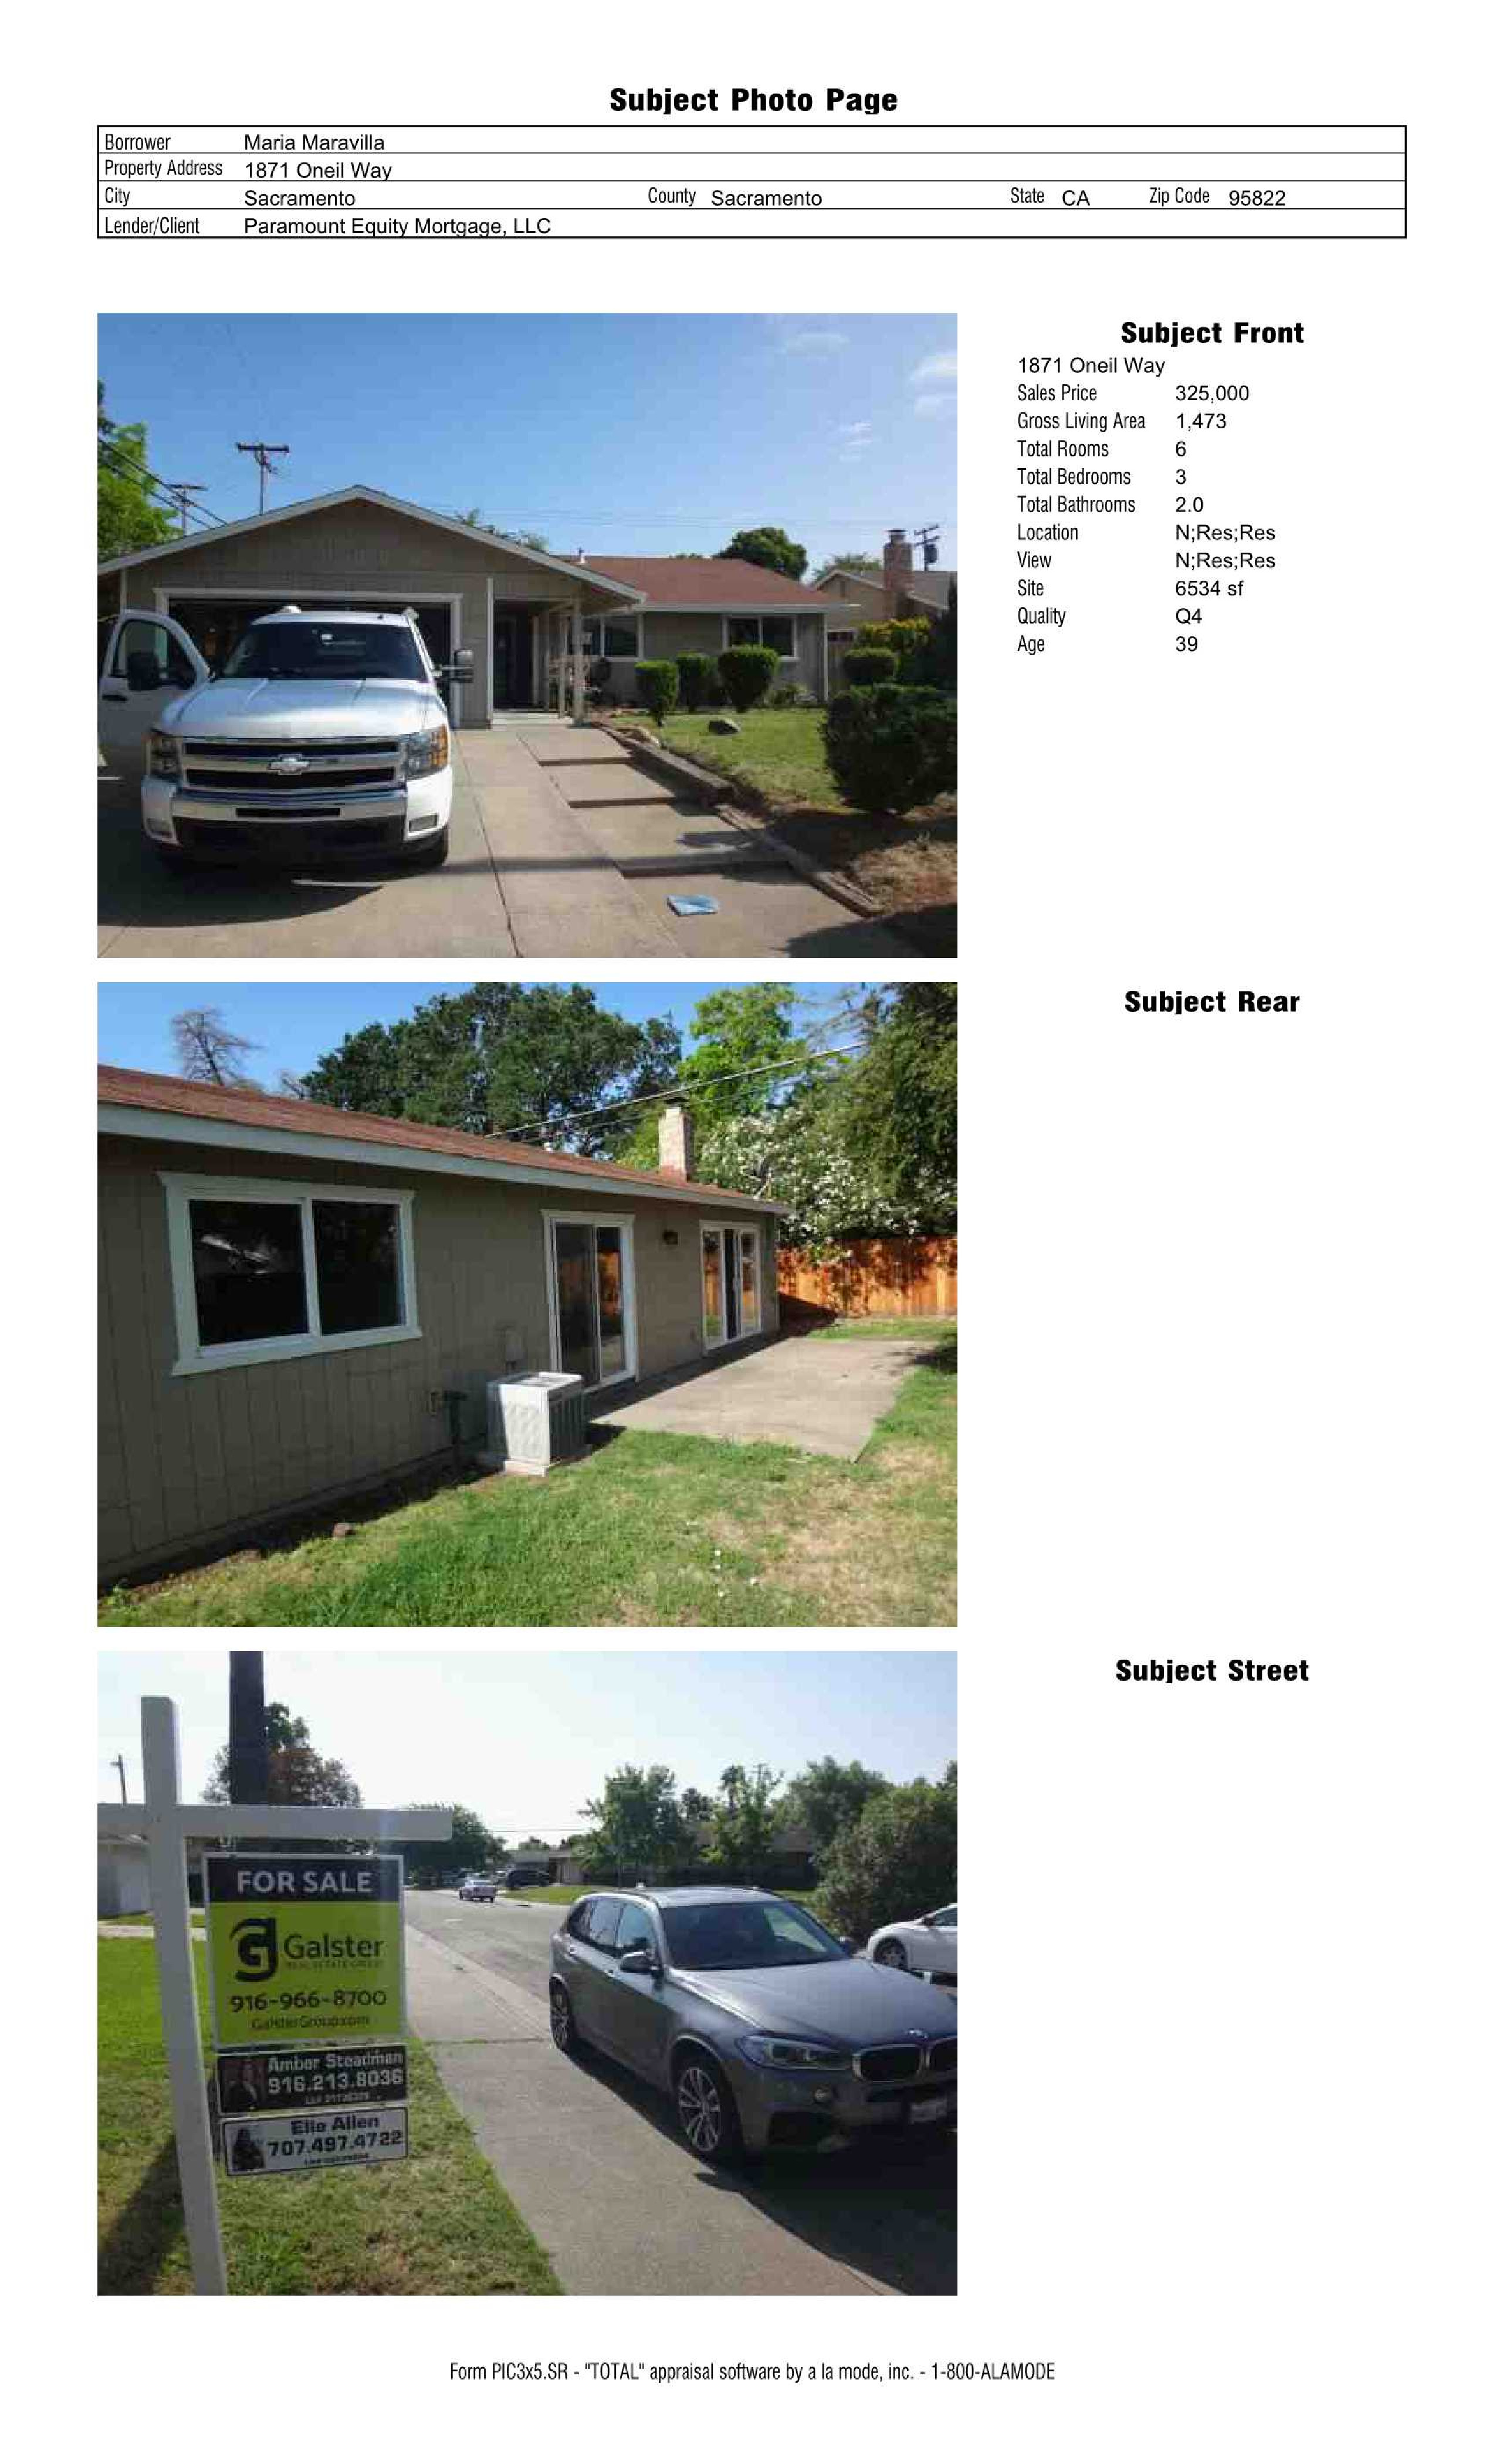 Subject Photo Page
Borrower Maria Maravilla
Property Address 1871 Oneil Way
City Sacramento County Sacramento State CA Zip Code 95822
Lender/Client Paramount Equity Mortgage, LLC
Subject Front
1871 Oneil Way
Sales Price 325,000
Gross Living Area 1,473
Total Rooms 6
Total Bedrooms 3
Total Bathrooms 2.0
Location N;Res;Res
View N;Res;Res
Site 6534 sf
Quality Q4
Age 39
Subject Rear
Subject Street
FOR SALE
Galster
REAL ESTATE GROUP
916-966-8700
GalsterGroup.com
Amber Steadman
916.213.8036
Elle Allen
707.497.4722
Form PIC3x5.SR - "TOTAL" appraisal software by a la mode, inc. - 1-800-ALAMODE